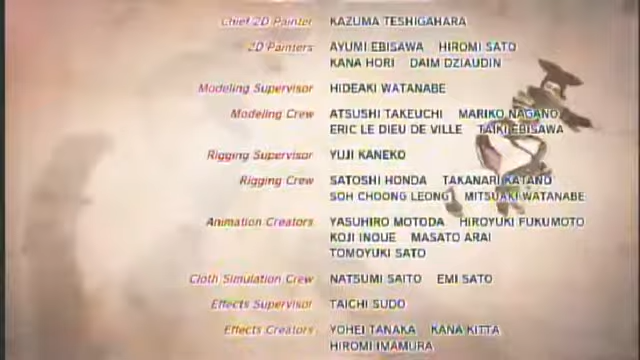 Chief 2D Painter KAZUMA TESHIGAHARA
2D Painters AYUMI EBISAWA HIROMI SATO
KANA HORI DAIM DZIAUDIN
Modeling Supervisor HIDEAKI WATANABE
Modeling Crew ATSUSHI TAKEUCHI MARIKO NAGANO
ERIC LE DIEU DE VILLE TAIKI EBISAWA
Rigging Supervisor YUJI KANEKO
Rigging Crew SATOSHI HONDA TAKANARI KATANO
SOH CHOONG LEONG MITSUAKI WATANABE
Animation Creators YASUHIRO MOTODA HIROYUKI FUKUMOTO
KOJI INOUE MASATO ARAI
TOMOYUKI SATO
Cloth Simulation Crew NATSUMI SAITO EMI SATO
Effects Supervisor TAICHI SUDO
Effects Creators YOHEI TANAKA KANA KITTA
HIROMI IMAMURA